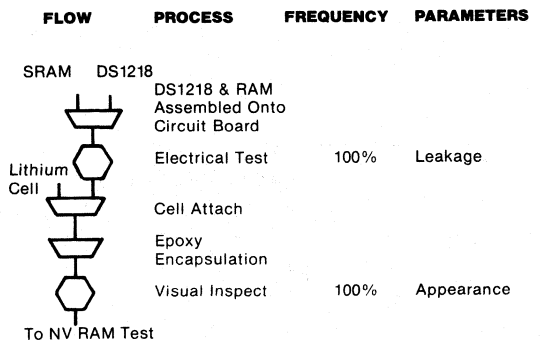 FLOW PROCESS FREQUENCY PARAMETERS
SRAM DS1218
DS1218 & RAM
Assembled Onto
Circuit Board
Electrical Test 100% Leakage
Lithium
Cell
Cell Attach
Epoxy
Encapsulation
Visual Inspect 100% Appearance
To NV RAM Test